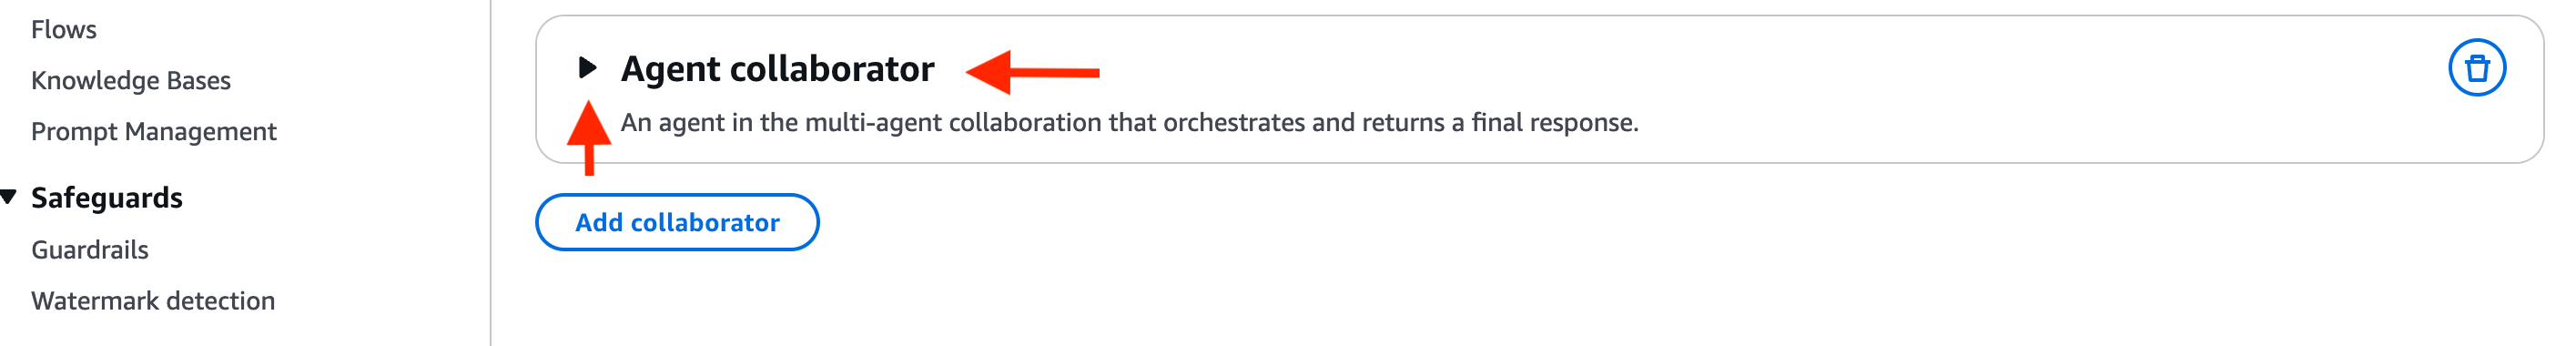 Flows
Knowledge Bases
Prompt Management
Safeguards
Guardrails
Watermark detection
Agent collaborator
An agent in the multi-agent collaboration that orchestrates and returns a final response.
Add collaborator